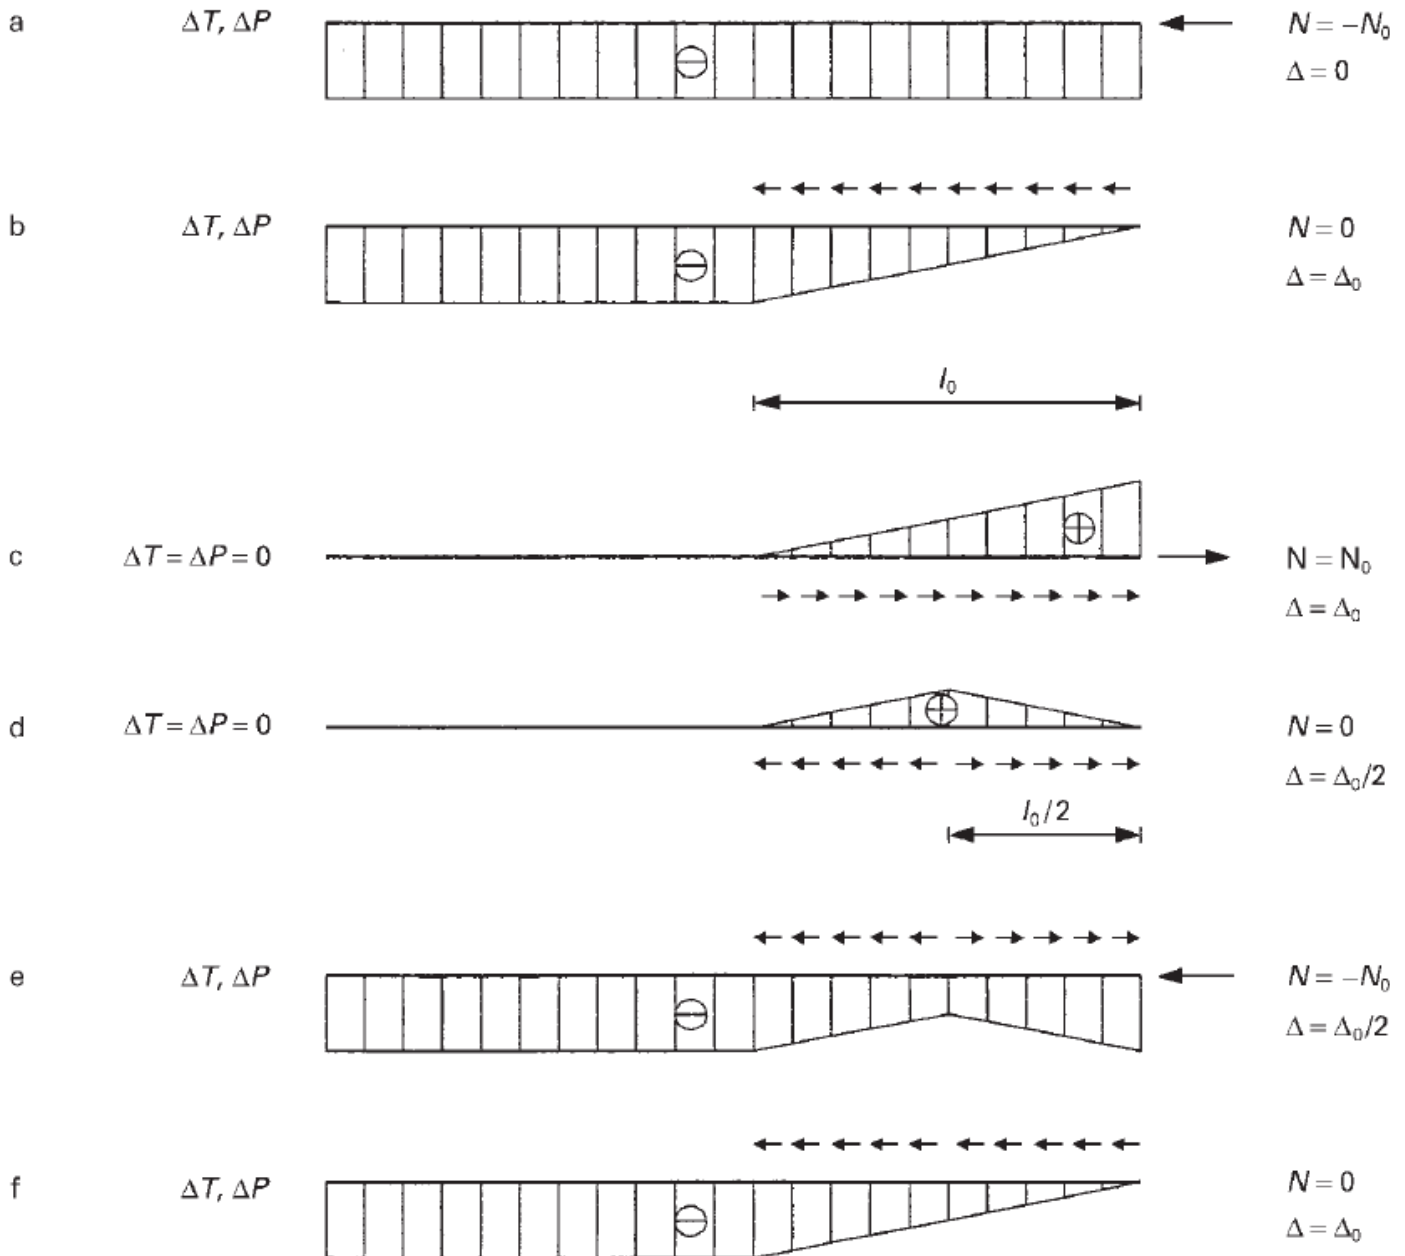 a ΔT, ΔP N = −N₀
Δ = 0
b ΔT, ΔP N = 0
Δ = Δ₀
l₀
c ΔT = ΔP = 0 N = N₀
Δ = Δ₀
d ΔT = ΔP = 0 N = 0
Δ = Δ₀/2
l₀/2
e ΔT, ΔP N = −N₀
Δ = Δ₀/2
f ΔT, ΔP N = 0
Δ = Δ₀